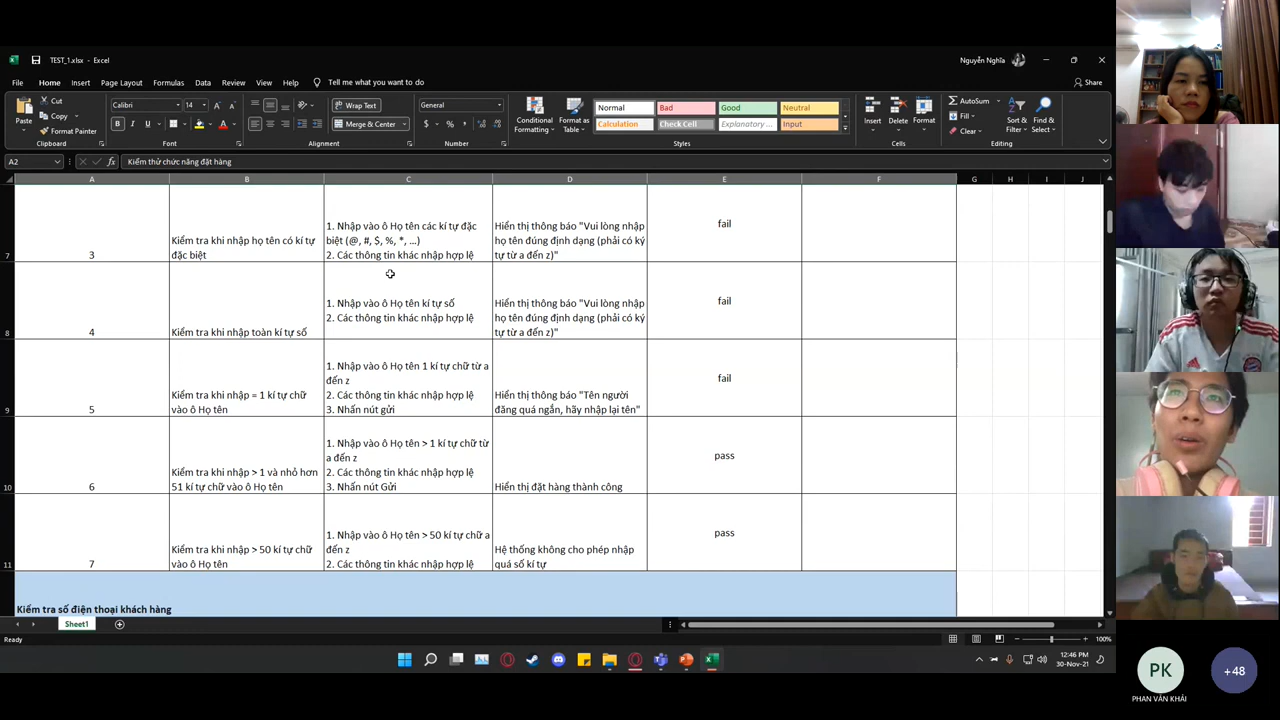 TEST_1.xlsx - Excel
Nguyễn Nghĩa
File Home Insert Page Layout Formulas Data Review View Help Tell me what you want to do Share
Paste
Cut
Copy
Format Painter
Clipboard
Calibri 14
B I U
Font
Wrap Text
Merge & Center
Alignment
General
$ % ,
Number
Conditional Formatting
Format as Table
Normal Bad Good Neutral
Calculation Check Cell Explanatory ... Input
Styles
Insert Delete Format
Cells
AutoSum
Fill
Clear
Sort & Filter
Find & Select
Editing
A2 fx Kiểm thử chức năng đặt hàng
A B C D E F G H I J
7
3
Kiểm tra khi nhập họ tên có kí tự
đặc biệt
1. Nhập vào ô Họ tên các kí tự đặc
biệt (@, #, $, %, *, ...)
2. Các thông tin khác nhập hợp lệ
Hiển thị thông báo "Vui lòng nhập
họ tên đúng định dạng (phải có ký
tự từ a đến z)"
fail
8
4
Kiểm tra khi nhập toàn kí tự số
1. Nhập vào ô Họ tên kí tự số
2. Các thông tin khác nhập hợp lệ
Hiển thị thông báo "Vui lòng nhập
họ tên đúng định dạng (phải có ký
tự từ a đến z)"
fail
9
5
Kiểm tra khi nhập = 1 kí tự chữ
vào ô Họ tên
1. Nhập vào ô Họ tên 1 kí tự chữ từ a
đến z
2. Các thông tin khác nhập hợp lệ
3. Nhấn nút gửi
Hiển thị thông báo "Tên người
đăng quá ngắn, hãy nhập lại tên"
fail
10
6
Kiểm tra khi nhập > 1 và nhỏ hơn
51 kí tự chữ vào ô Họ tên
1. Nhập vào ô Họ tên > 1 kí tự chữ từ
a đến z
2. Các thông tin khác nhập hợp lệ
3. Nhấn nút Gửi
Hiển thị đặt hàng thành công
pass
11
7
Kiểm tra khi nhập > 50 kí tự chữ
vào ô Họ tên
1. Nhập vào ô Họ tên > 50 kí tự chữ a
đến z
2. Các thông tin khác nhập hợp lệ
Hệ thống không cho phép nhập
quá số kí tự
pass
Kiểm tra số điện thoại khách hàng
Sheet1
Ready
100%
12:46 PM
30-Nov-21
PK
PHAN VĂN KHẢI
+48